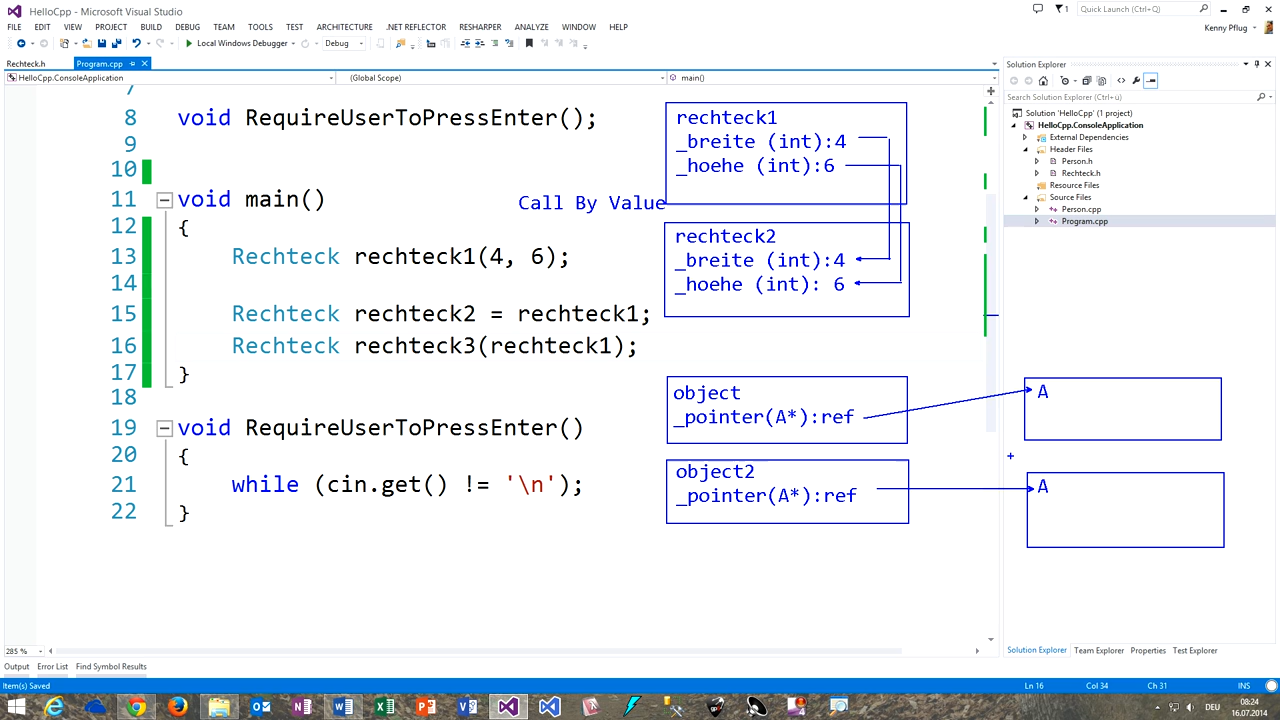 HelloCpp - Microsoft Visual Studio
1
Quick Launch (Ctrl+Q)
FILE EDIT VIEW PROJECT BUILD DEBUG TEAM TOOLS TEST ARCHITECTURE .NET REFLECTOR RESHARPER ANALYZE WINDOW HELP
Kenny Pflug
Local Windows Debugger
Debug
Rechteck.h
Program.cpp
HelloCpp.ConsoleApplication
(Global Scope)
main()
7
8 void RequireUserToPressEnter();
9
10
11 void main()
12 {
13 Rechteck rechteck1(4, 6);
14
15 Rechteck rechteck2 = rechteck1;
16 Rechteck rechteck3(rechteck1);
17 }
18
19 void RequireUserToPressEnter()
20 {
21 while (cin.get() != '\n');
22 }
Call By Value
rechteck1
_breite (int):4
_hoehe (int):6
rechteck2
_breite (int):4
_hoehe (int): 6
object
_pointer(A*):ref
A
object2
_pointer(A*):ref
A
Solution Explorer
Search Solution Explorer (Ctrl+ü)
Solution 'HelloCpp' (1 project)
HelloCpp.ConsoleApplication
External Dependencies
Header Files
Person.h
Rechteck.h
Resource Files
Source Files
Person.cpp
Program.cpp
285 %
Solution Explorer Team Explorer Properties Test Explorer
Output Error List Find Symbol Results
Item(s) Saved
Ln 16
Col 34
Ch 31
INS
DEU
08:24
16.07.2014